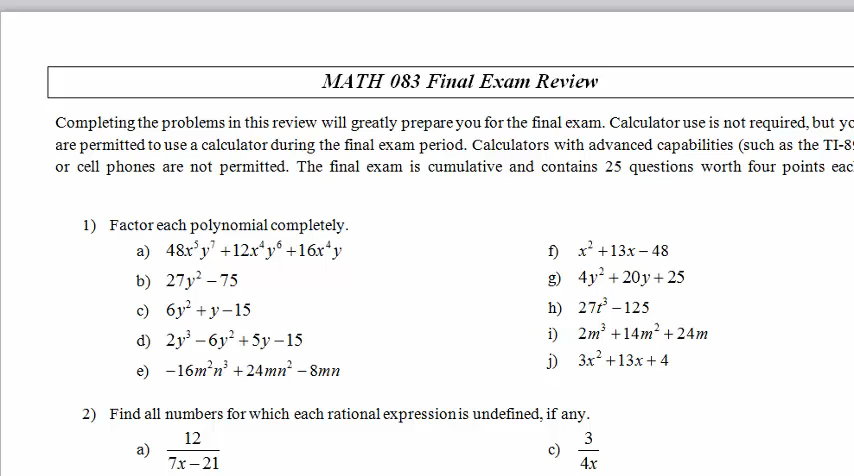 MATH 083 Final Exam Review
Completing the problems in this review will greatly prepare you for the final exam. Calculator use is not required, but
are permitted to use a calculator during the final exam period. Calculators with advanced capabilities (such as the
or cell phones are not permitted. The final exam is cumulative and contains 25 questions worth four points
1) Factor each polynomial completely.
a) 48x⁵y⁷ + 12x⁴y⁶ + 16x⁴y
b) 27y² − 75
c) 6y² + y − 15
d) 2y³ − 6y² + 5y − 15
e) −16m²n³ + 24mn² − 8mn
f) x² + 13x − 48
g) 4y² + 20y + 25
h) 27t³ − 125
i) 2m³ + 14m² + 24m
j) 3x² + 13x + 4
2) Find all numbers for which each rational expression is undefined, if any.
a) 12
7x − 21
c) 3
4x